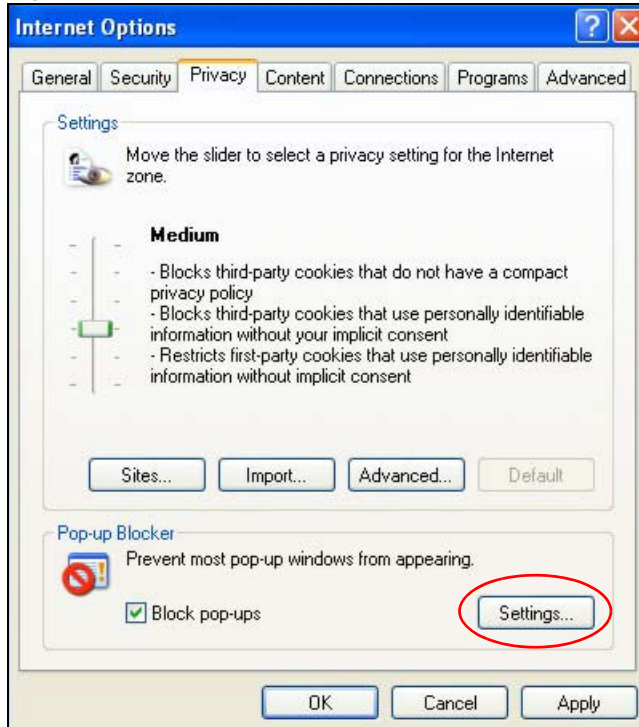 Internet Options
General Security Privacy Content Connections Programs Advanced
Settings
Move the slider to select a privacy setting for the Internet
zone.
Medium
- Blocks third-party cookies that do not have a compact
privacy policy
- Blocks third-party cookies that use personally identifiable
information without your implicit consent
- Restricts first-party cookies that use personally identifiable
information without implicit consent
Sites... Import... Advanced... Default
Pop-up Blocker
Prevent most pop-up windows from appearing.
Block pop-ups Settings...
OK Cancel Apply